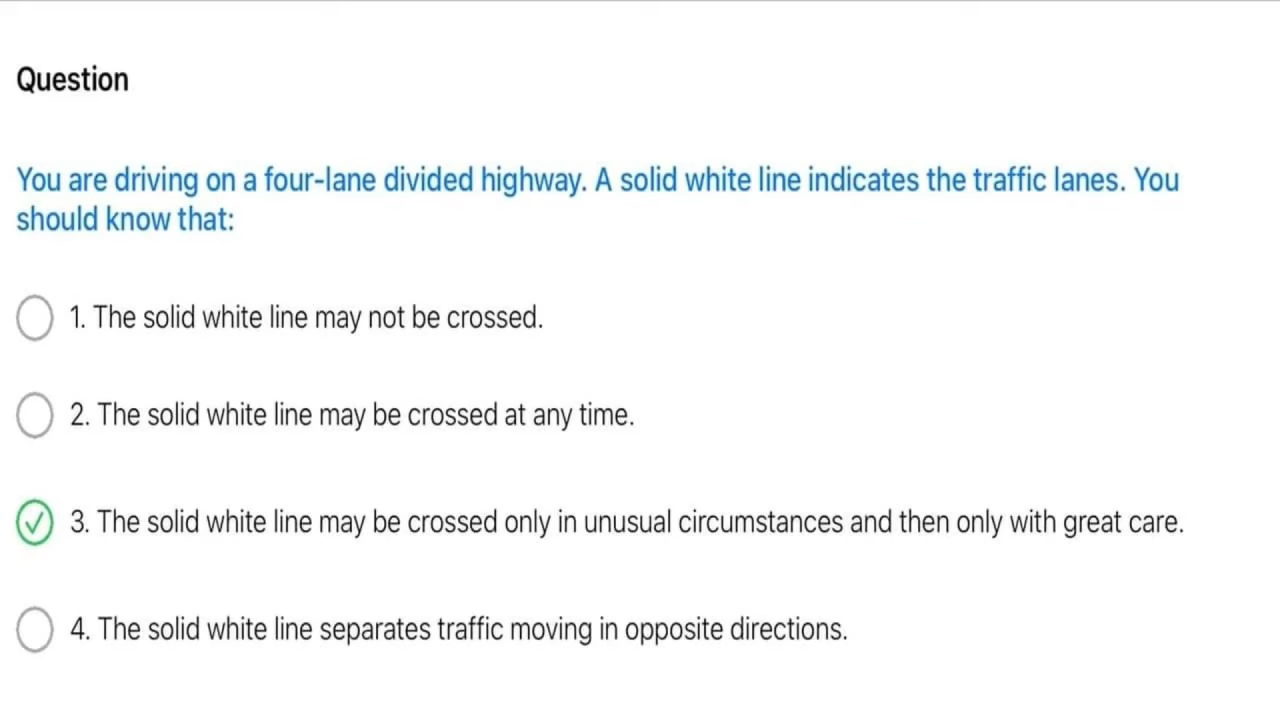 Question
You are driving on a four-lane divided highway. A solid white line indicates the traffic lanes. You
should know that:
1. The solid white line may not be crossed.
2. The solid white line may be crossed at any time.
3. The solid white line may be crossed only in unusual circumstances and then only with great care.
4. The solid white line separates traffic moving in opposite directions.